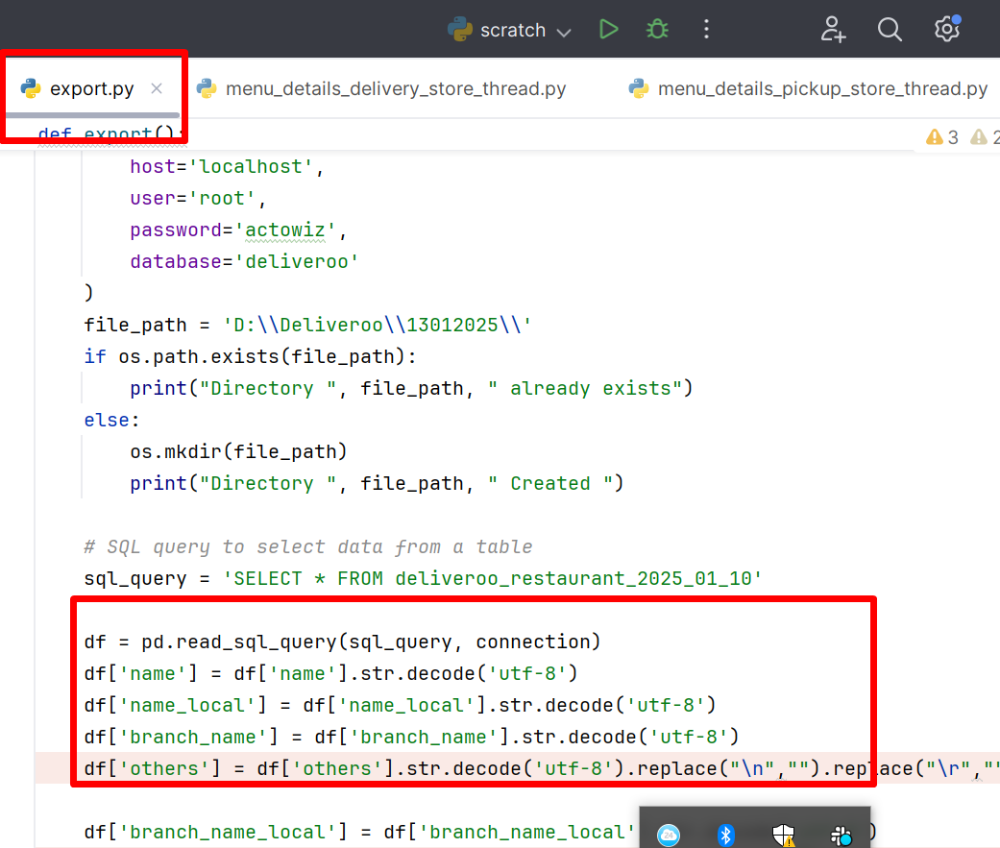 scratch
export.py
menu_details_delivery_store_thread.py
menu_details_pickup_store_thread.py
def export():
3
2
host='localhost',
user='root',
password='actowiz',
database='deliveroo'
)
file_path = 'D:\\Deliveroo\\13012025\\'
if os.path.exists(file_path):
print("Directory ", file_path, " already exists")
else:
os.mkdir(file_path)
print("Directory ", file_path, " Created ")
# SQL query to select data from a table
sql_query = 'SELECT * FROM deliveroo_restaurant_2025_01_10'
df = pd.read_sql_query(sql_query, connection)
df['name'] = df['name'].str.decode('utf-8')
df['name_local'] = df['name_local'].str.decode('utf-8')
df['branch_name'] = df['branch_name'].str.decode('utf-8')
df['others'] = df['others'].str.decode('utf-8').replace("\n","").replace("\r",""
df['branch_name_local'] = df['branch_name_local'
24
)